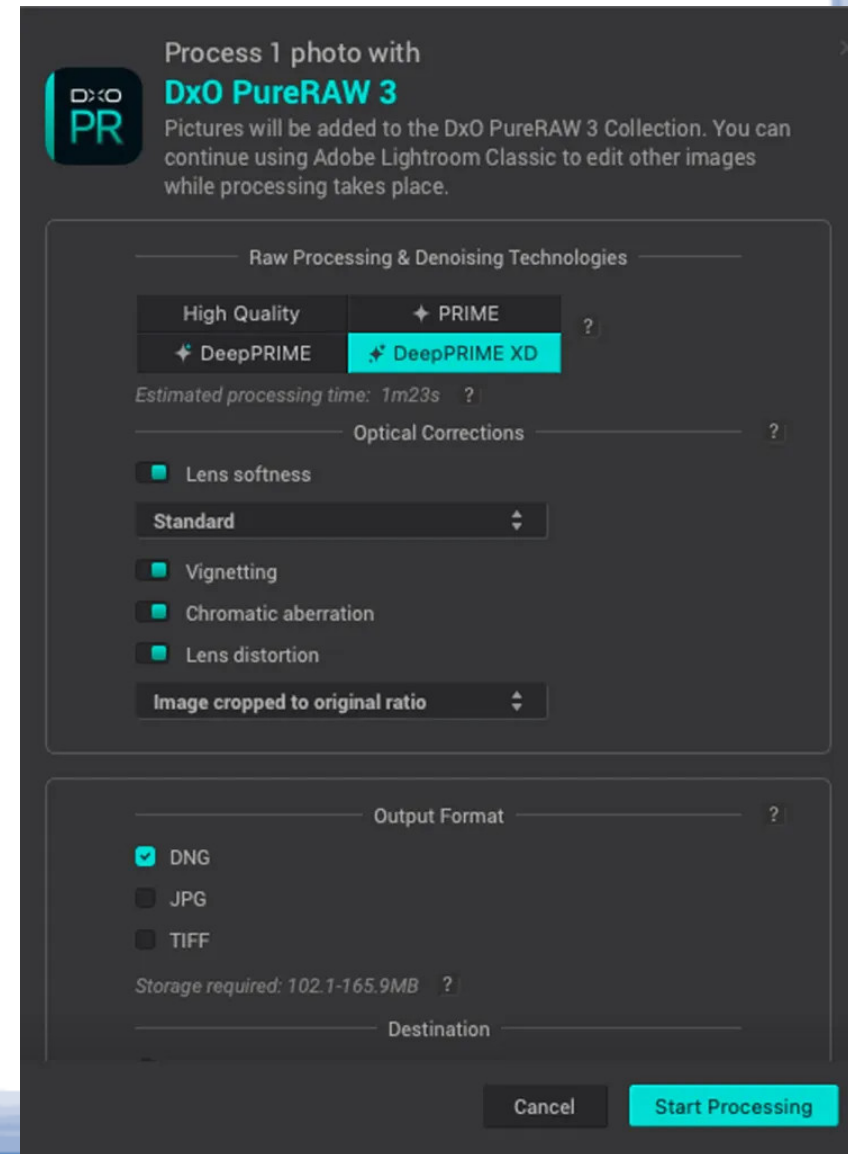 Process 1 photo with
DxO PureRAW 3
DXO
PR
Pictures will be added to the DxO PureRAW 3 Collection. You can
continue using Adobe Lightroom Classic to edit other images
while processing takes place.
Raw Processing & Denoising Technologies
High Quality
PRIME
?
DeepPRIME
DeepPRIME XD
Estimated processing time: 1m23s ?
Optical Corrections ?
Lens softness
Standard
Vignetting
Chromatic aberration
Lens distortion
Image cropped to original ratio
Output Format ?
DNG
JPG
TIFF
Storage required: 102.1-165.9MB ?
Destination
Cancel
Start Processing